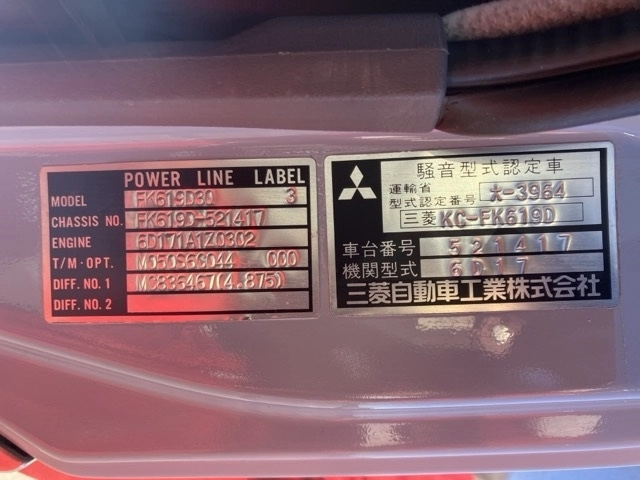 POWER LINE LABEL
MODEL FK619D30 3
CHASSIS NO. FK619D-521417
ENGINE 6D171A1Z0302
T/M·OPT. M050S6S044 000
DIFF. NO. 1 MC835467(4.875)
DIFF. NO. 2
騒音型式認定車
運輸省
型式認定番号 大-3964
三菱 KC-FK619D
車台番号 521417
機関型式 6D17
三菱自動車工業株式会社